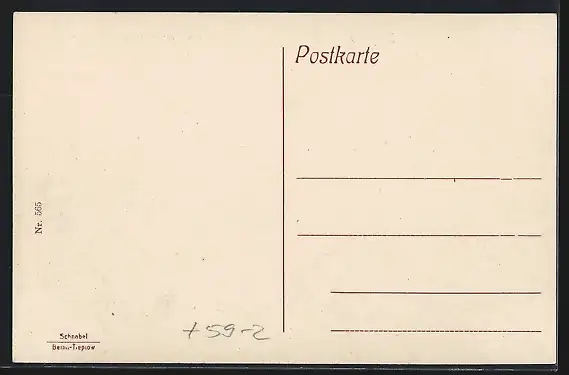 Postkarte
Nr. 565
Schnabel
Berlin-Treptow
+59-2